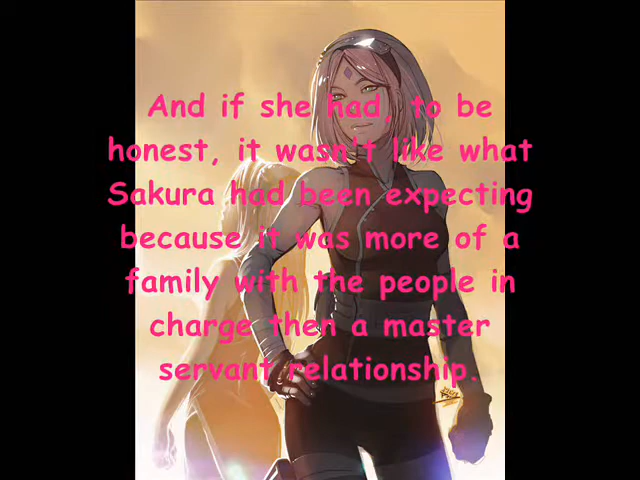 And if she had, to be
honest, it wasn't like what
Sakura had been expecting
because it was more of a
family with the people in
charge then a master
servant relationship.